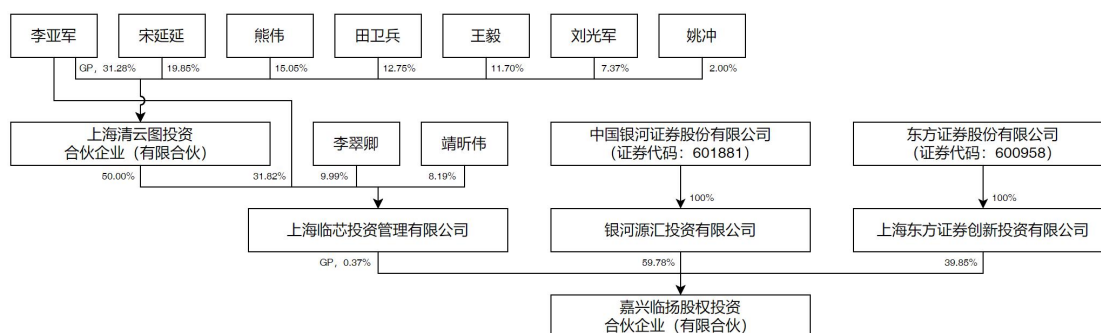 李亚军
宋延延
熊伟
田卫兵
王毅
刘光军
姚冲
GP，31.28%
19.85%
15.05%
12.75%
11.70%
7.37%
2.00%
上海清云图投资
合伙企业（有限合伙）
李翠卿
靖昕伟
中国银河证券股份有限公司
（证券代码：601881）
东方证券股份有限公司
（证券代码：600958）
50.00%
31.82%
9.99%
8.19%
100%
100%
上海临芯投资管理有限公司
银河源汇投资有限公司
上海东方证券创新投资有限公司
GP，0.37%
59.78%
39.85%
嘉兴临扬股权投资
合伙企业（有限合伙）